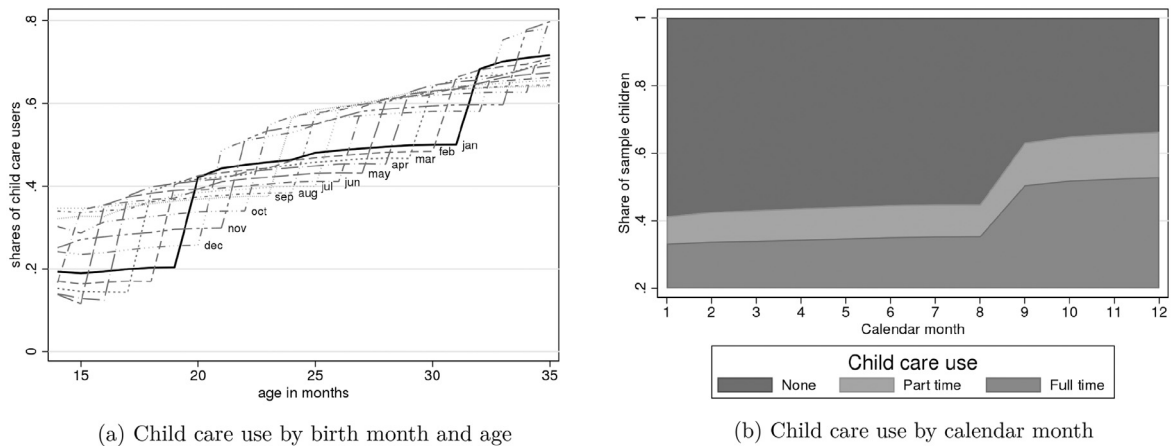 .8
.6
.4
.2
0
shares of child care users
jan
feb
mar
apr
may
jun
jul
aug
sep
oct
nov
dec
15 20 25 30 35
age in months
(a) Child care use by birth month and age
1
.8
.6
.4
.2
Share of sample children
1 2 3 4 5 6 7 8 9 10 11 12
Calendar month
Child care use
None Part time Full time
(b) Child care use by calendar month